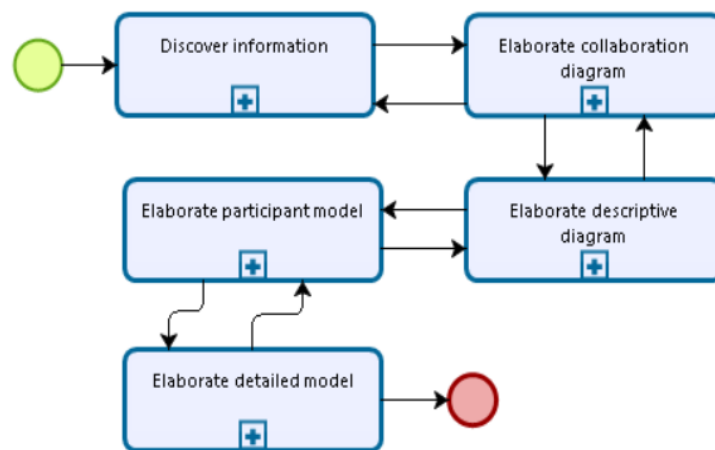 Discover information
Elaborate collaboration
diagram
Elaborate participant model
Elaborate descriptive
diagram
Elaborate detailed model